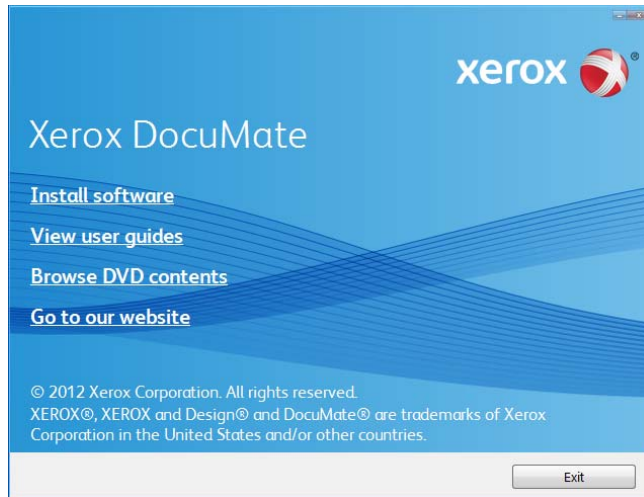 xerox ®
Xerox DocuMate
Install software
View user guides
Browse DVD contents
Go to our website
© 2012 Xerox Corporation. All rights reserved.
XEROX®, XEROX and Design® and DocuMate® are trademarks of Xerox
Corporation in the United States and/or other countries.
Exit